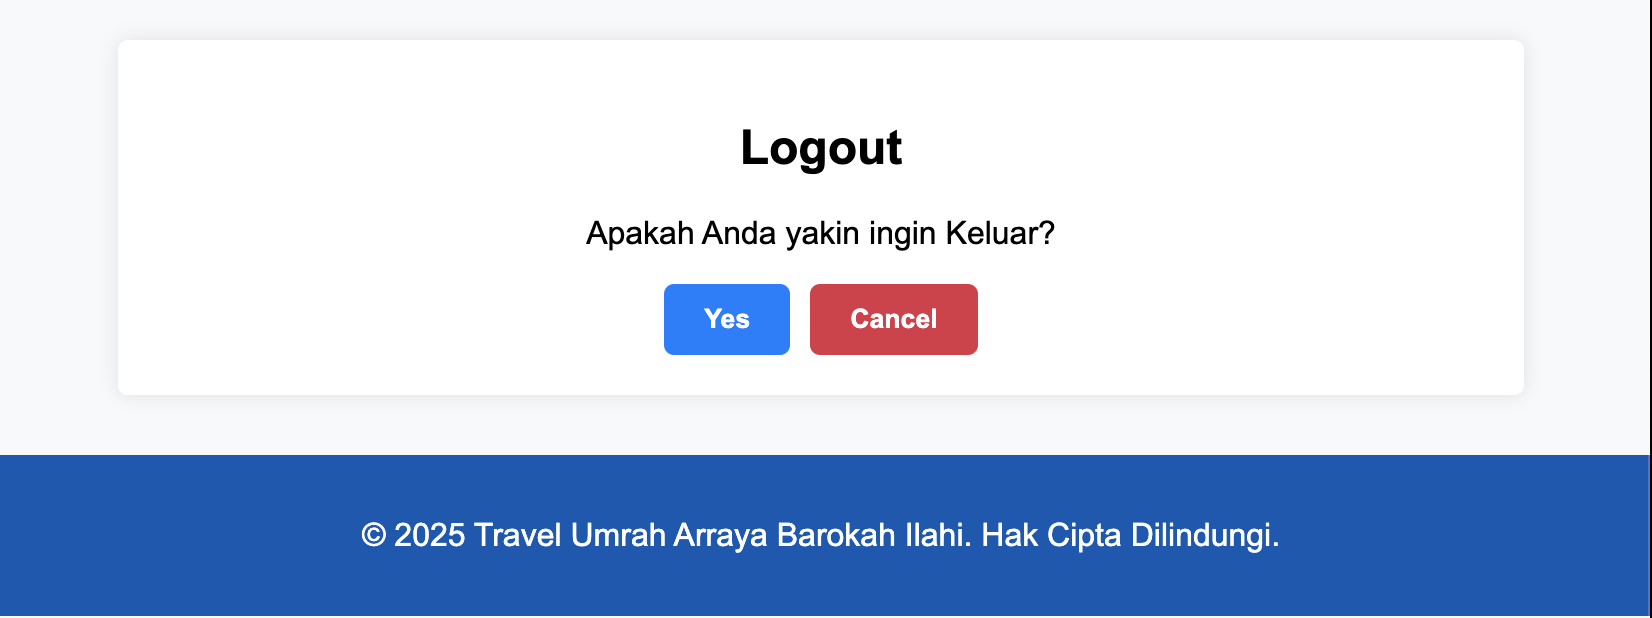 Logout
Apakah Anda yakin ingin Keluar?
Yes Cancel
© 2025 Travel Umrah Arraya Barokah Ilahi. Hak Cipta Dilindungi.